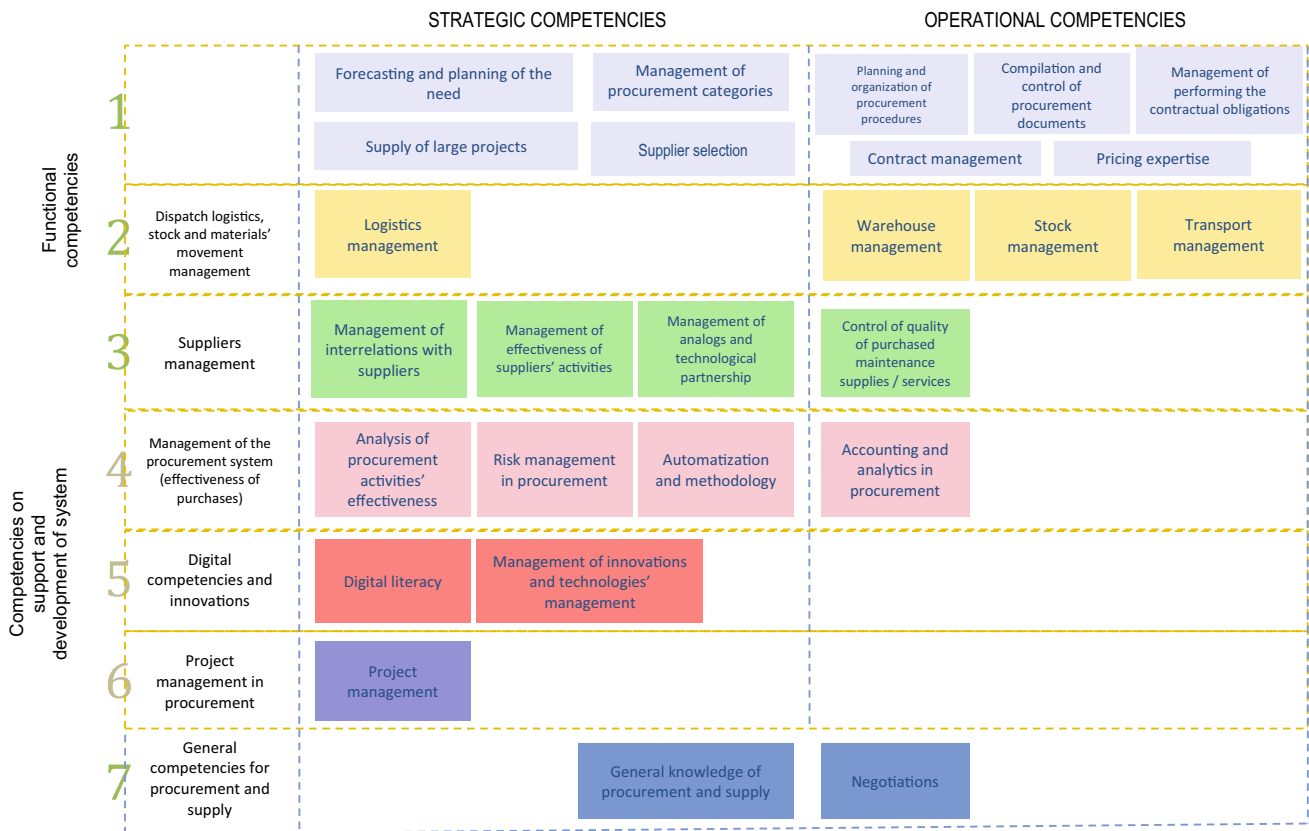 STRATEGIC COMPETENCIES
OPERATIONAL COMPETENCIES
Functional
competencies
Competencies on
support and
development of system
1
Forecasting and planning of the
need
Management of
procurement categories
Supply of large projects
Supplier selection
Planning and
organization of
procurement
procedures
Compilation and
control of
procurement
documents
Management of
performing the
contractual obligations
Contract management
Pricing expertise
2
Dispatch logistics,
stock and materials'
movement
management
Logistics
management
Warehouse
management
Stock
management
Transport
management
3
Suppliers
management
Management of
interrelations with
suppliers
Management of
effectiveness of
suppliers' activities
Management of
analogs and
technological
partnership
Control of quality
of purchased
maintenance
supplies / services
4
Management of the
procurement system
(effectiveness of
purchases)
Analysis of
procurement
activities'
effectiveness
Risk management
in procurement
Automatization
and methodology
Accounting and
analytics in
procurement
5
Digital
competencies and
innovations
Digital literacy
Management of innovations
and technologies'
management
6
Project
management in
procurement
Project
management
7
General
competencies for
procurement and
supply
General knowledge of
procurement and supply
Negotiations